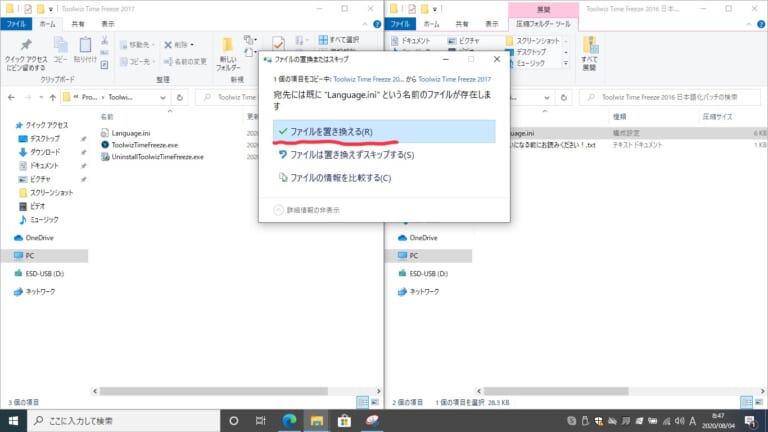 Toolwiz Time Freeze 2017
ファイル
ホーム
共有
表示
クイック アクセス
にピン留めする
コピー
貼り付け
クリップボード
移動先
削除
コピー先
名前の変更
整理
新しい
フォルダー
新規
すべて選択
Pro...
Toolwi...
Toolwiz Time Freeze 2017の検索
クイック アクセス
デスクトップ
ダウンロード
ドキュメント
ピクチャ
スクリーンショット
ビデオ
ミュージック
OneDrive
PC
ESD-USB (D:)
ネットワーク
名前
Language.ini
ToolwizTimeFreeze.exe
UninstallToolwizTimeFreeze.exe
3 個の項目
ファイルの置換またはスキップ
1 個の項目をコピー中: Toolwiz Time Freeze 20... から Toolwiz Time Freeze 2017
宛先には既に "Language.ini" という名前のファイルが存在しま
す
ファイルを置き換える(R)
ファイルは置き換えずスキップする(S)
ファイルの情報を比較する(C)
詳細情報の非表示
展開
圧縮フォルダー ツール
Toolwiz Time Freeze 2016 日本...
ファイル
ホーム
共有
表示
ドキュメント
ピクチャ
スクリーンショット
デスクトップ
ミュージック
すべて
展開
Toolwiz Time Freeze 2016 日本語化パッチの検索
種類
圧縮サイズ
guage.ini
構成設定
6 KB
いになる前にお読みください!.txt
テキスト ドキュメント
ビデオ
ミュージック
OneDrive
PC
ESD-USB (D:)
ネットワーク
2 個の項目
1 個の項目を選択 28.3 KB
ここに入力して検索
A
8:47
2020/08/04